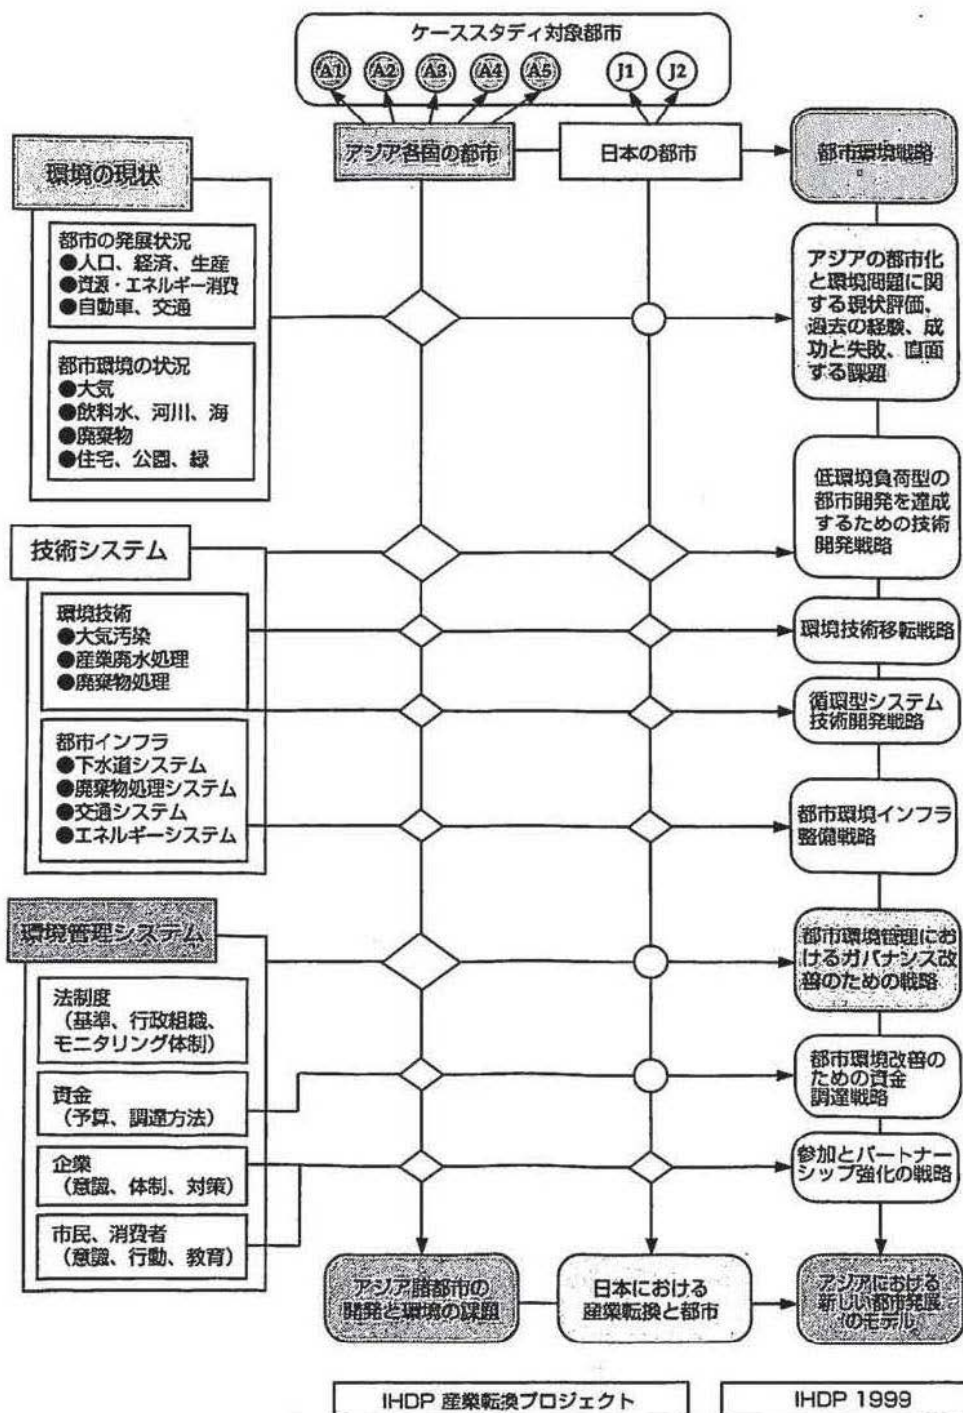 ケーススタディ対象都市
A1
A2
A3
A4
A5
J1
J2
アジア各国の都市
日本の都市
都市環境戦略
環境の現状
都市の発展状況
●人口、経済、生産
●資源・エネルギー消費
●自動車、交通
都市環境の状況
●大気
●飲料水、河川、海
●廃棄物
●住宅、公園、緑
アジアの都市化
と環境問題に関
する現状評価、
過去の経験、成
功と失敗、直面
する課題
低環境負荷型の
都市開発を達成
するための技術
開発戦略
技術システム
環境技術
●大気汚染
●産業廃水処理
●廃棄物処理
環境技術移転戦略
循環型システム
技術開発戦略
都市インフラ
●下水道システム
●廃棄物処理システム
●交通システム
●エネルギーシステム
都市環境インフラ
整備戦略
環境管理システム
都市環境管理にお
けるガバナンス改
善のための戦略
法制度
(基準、行政組織、
モニタリング体制)
資金
(予算、調達方法)
都市環境改善の
ための資金
調達戦略
企業
(意識、体制、対策)
参加とパートナー
シップ強化の戦略
市民、消費者
(意識、行動、教育)
アジア諸都市の
開発と環境の課題
日本における
産業転換と都市
アジアにおける
新しい都市発展
のモデル
IHDP 産業転換プロジェクト
IHDP 1999